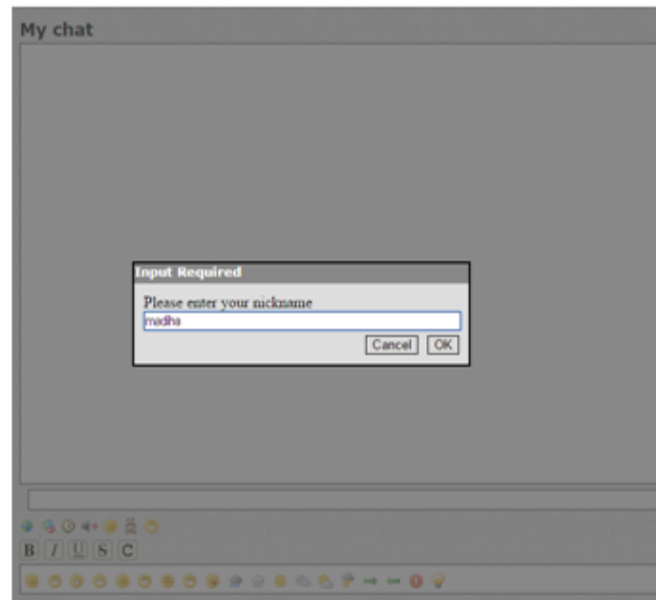 My chat
Input Required
Please enter your nickname
madha
Cancel OK
B I U S C